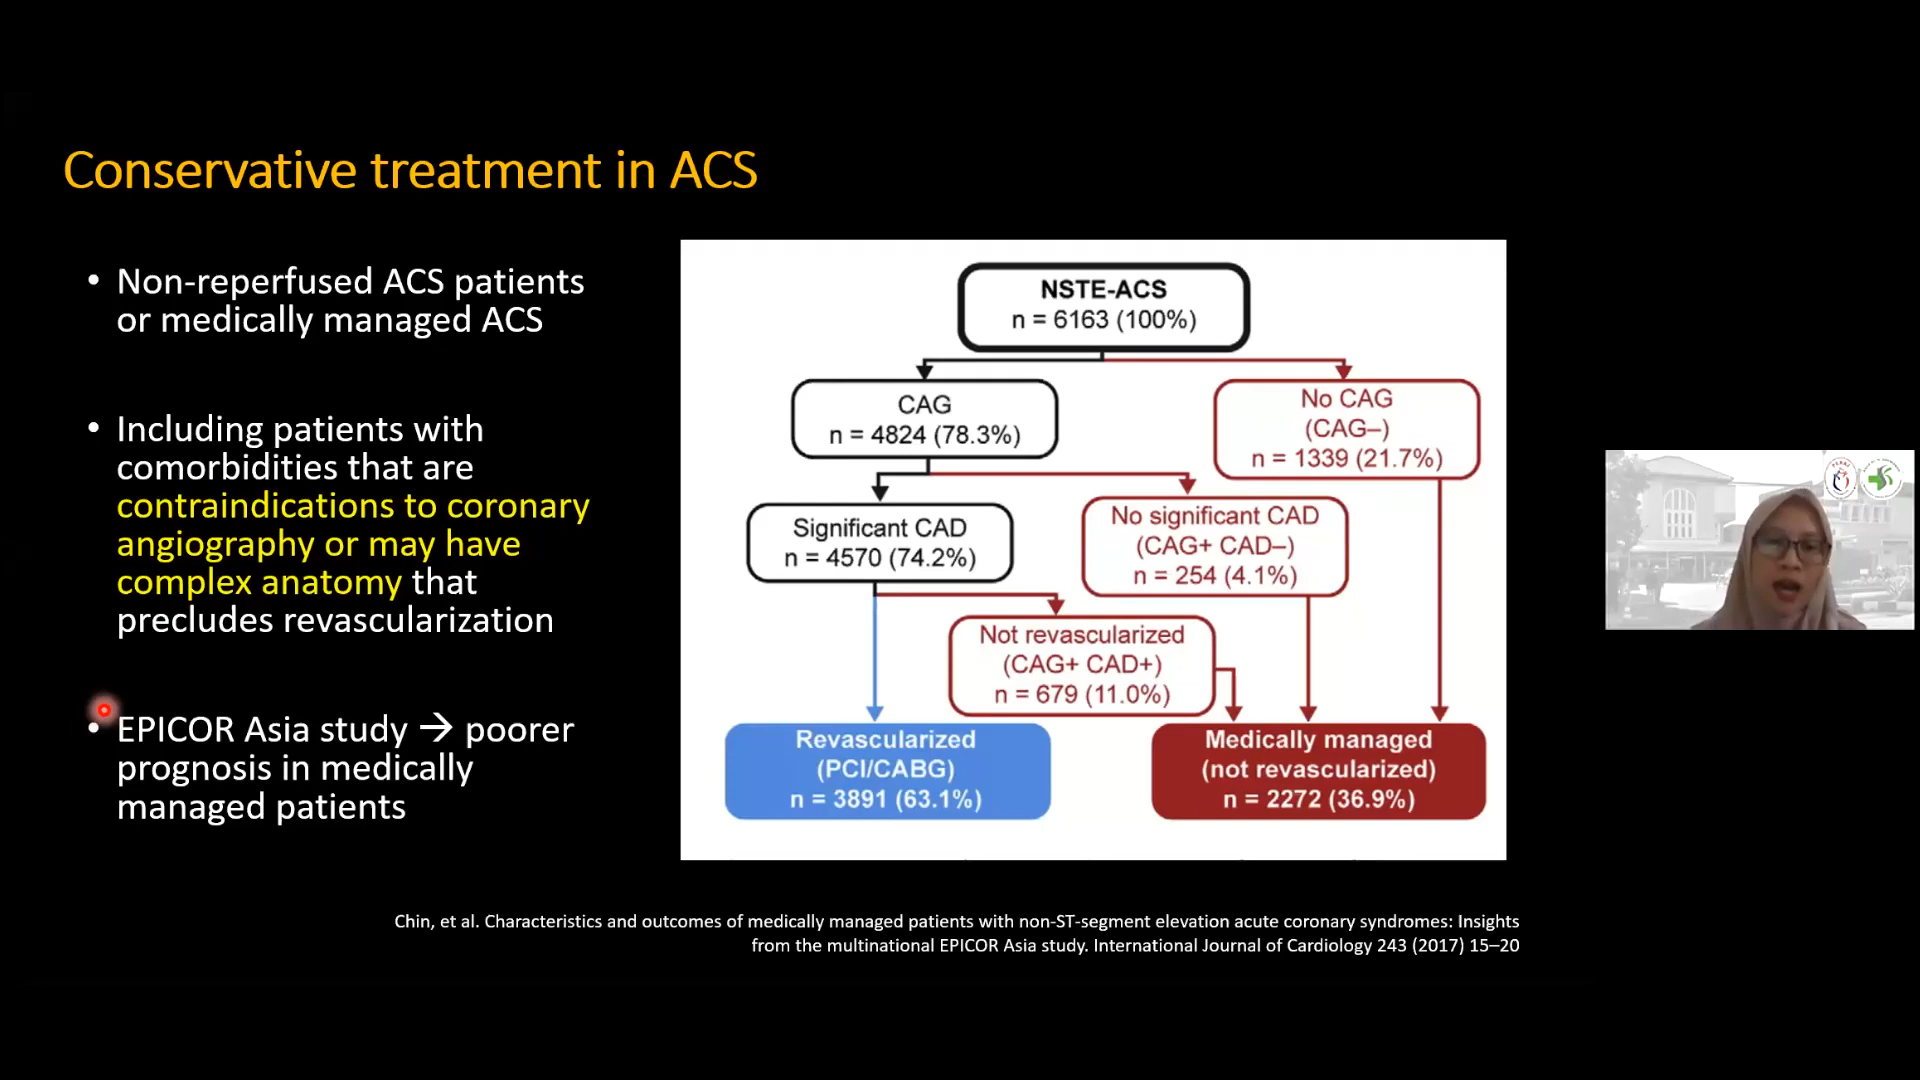 Conservative treatment in ACS
• Non-reperfused ACS patients
or medically managed ACS
• Including patients with
comorbidities that are
contraindications to coronary
angiography or may have
complex anatomy that
precludes revascularization
• EPICOR Asia study → poorer
prognosis in medically
managed patients
NSTE-ACS
n = 6163 (100%)
CAG
n = 4824 (78.3%)
No CAG
(CAG–)
n = 1339 (21.7%)
Significant CAD
n = 4570 (74.2%)
No significant CAD
(CAG+ CAD–)
n = 254 (4.1%)
Not revascularized
(CAG+ CAD+)
n = 679 (11.0%)
Revascularized
(PCI/CABG)
n = 3891 (63.1%)
Medically managed
(not revascularized)
n = 2272 (36.9%)
Chin, et al. Characteristics and outcomes of medically managed patients with non-ST-segment elevation acute coronary syndromes: Insights
from the multinational EPICOR Asia study. International Journal of Cardiology 243 (2017) 15–20